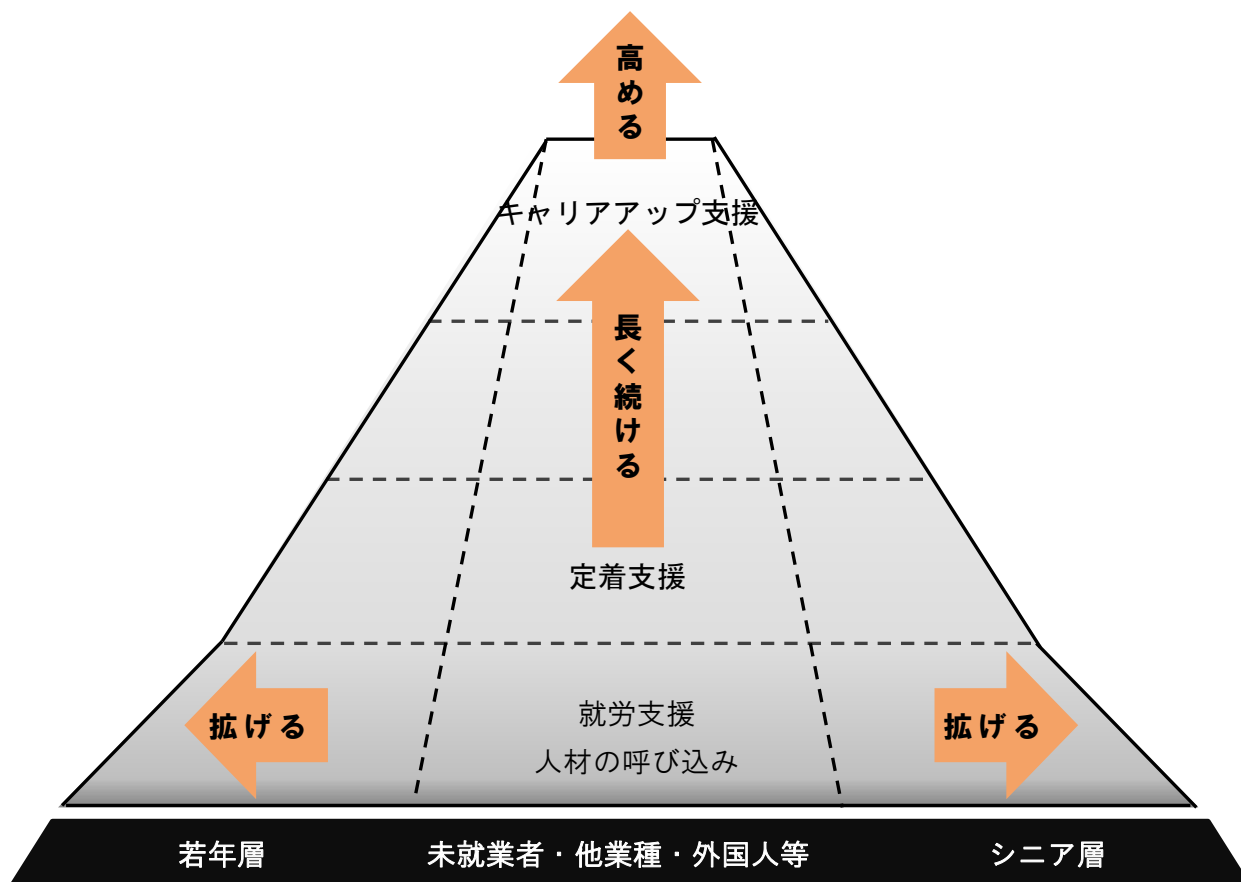 高める
キャリアアップ支援
長く続ける
定着支援
拡げる
就労支援
人材の呼び込み
拡げる
若年層
未就業者・他業種・外国人等
シニア層